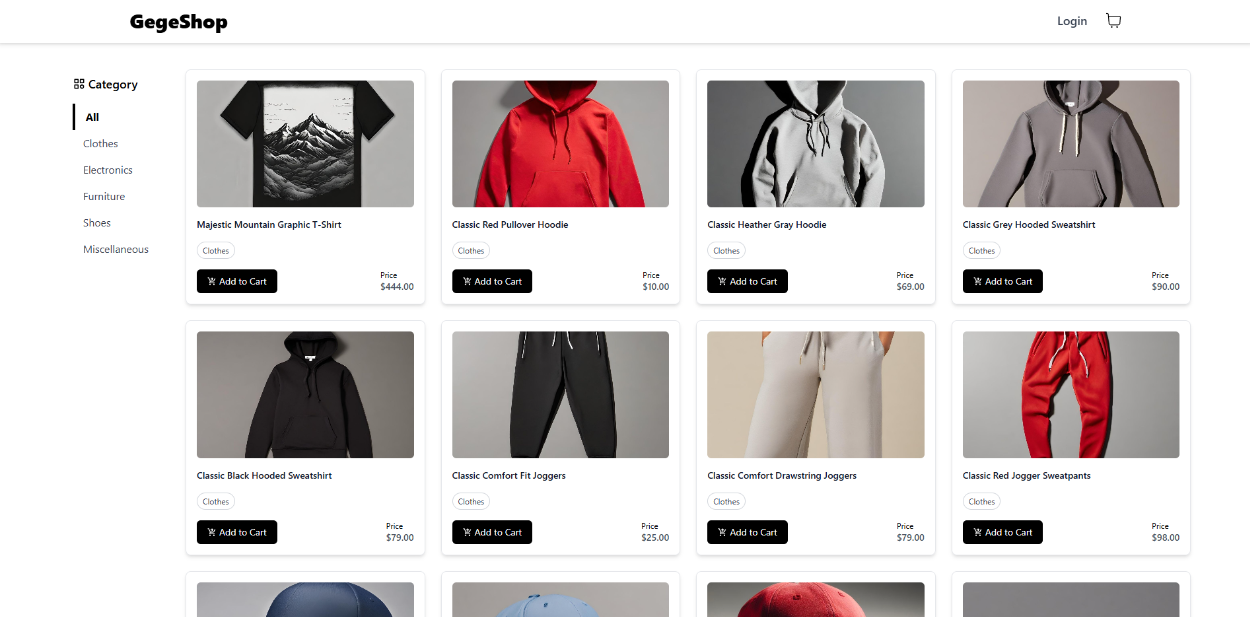 GegeShop
Login
Category
All
Clothes
Electronics
Furniture
Shoes
Miscellaneous
Majestic Mountain Graphic T-Shirt
Clothes
Add to Cart
Price
$444.00
Classic Red Pullover Hoodie
Clothes
Add to Cart
Price
$10.00
Classic Heather Gray Hoodie
Clothes
Add to Cart
Price
$69.00
Classic Grey Hooded Sweatshirt
Clothes
Add to Cart
Price
$90.00
Classic Black Hooded Sweatshirt
Clothes
Add to Cart
Price
$79.00
Classic Comfort Fit Joggers
Clothes
Add to Cart
Price
$25.00
Classic Comfort Drawstring Joggers
Clothes
Add to Cart
Price
$79.00
Classic Red Jogger Sweatpants
Clothes
Add to Cart
Price
$98.00